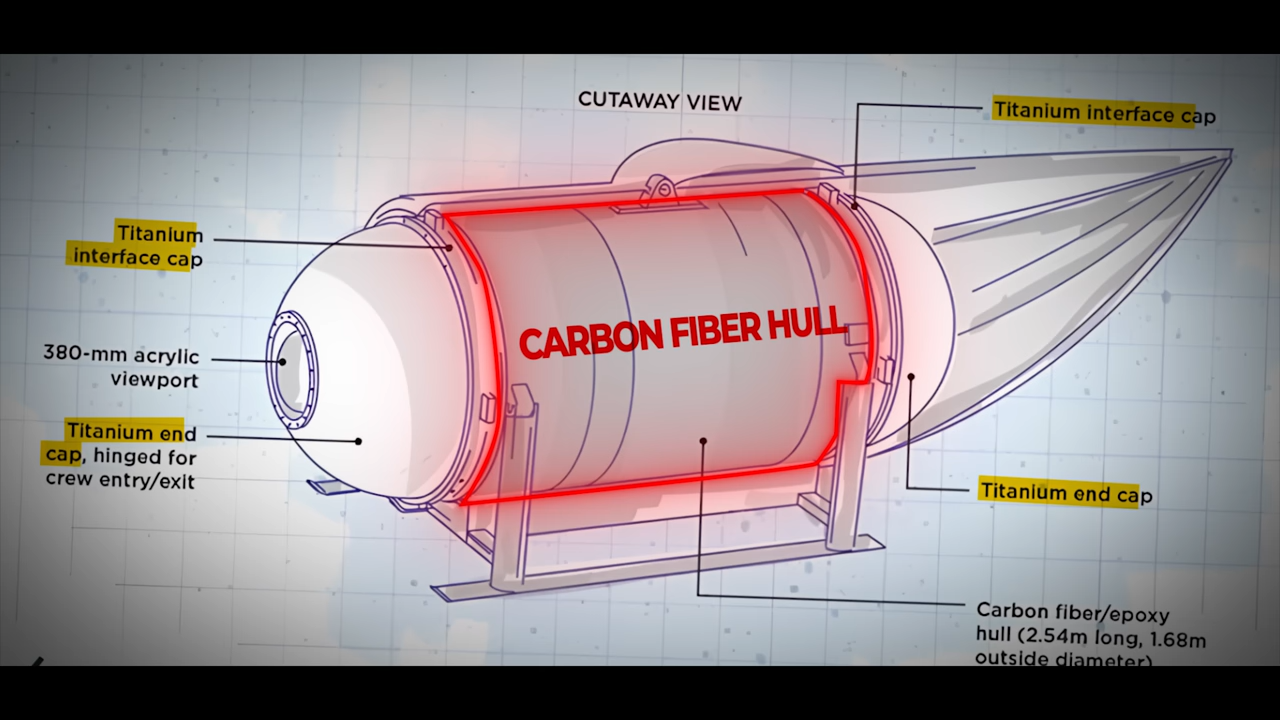 CUTAWAY VIEW
Titanium interface cap
Titanium
interface cap
CARBON FIBER HULL
380-mm acrylic
viewport
Titanium end
cap, hinged for
crew entry/exit
Titanium end cap
Carbon fiber/epoxy
hull (2.54m long, 1.68m
outside diameter)